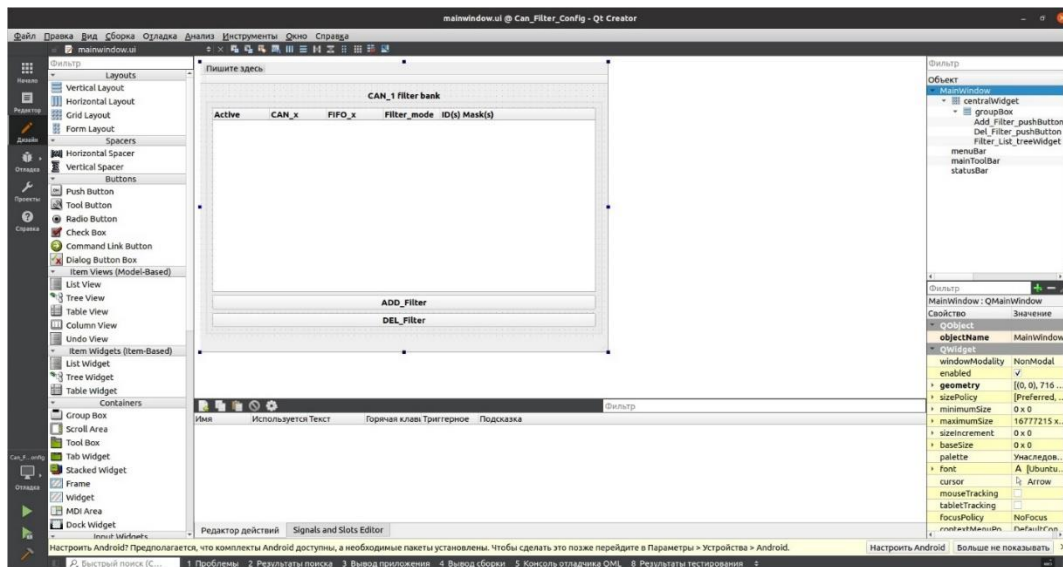 mainwindow.ui @ Can_Filter_Config - Qt Creator
Файл Правка Вид Сборка Отладка Анализ Инструменты Окно Справка
mainwindow.ui
Начало
Редактор
Дизайн
Отладка
Проекты
Справка
Can_F...onfig
Отладка
Фильтр
Layouts
Vertical Layout
Horizontal Layout
Grid Layout
Form Layout
Spacers
Horizontal Spacer
Vertical Spacer
Buttons
Push Button
Tool Button
Radio Button
Check Box
Command Link Button
Dialog Button Box
Item Views (Model-Based)
List View
Tree View
Table View
Column View
Undo View
Item Widgets (Item-Based)
List Widget
Tree Widget
Table Widget
Containers
Group Box
Scroll Area
Tool Box
Tab Widget
Stacked Widget
Frame
Widget
MDI Area
Dock Widget
Input Widgets
Пишите здесь
CAN_1 filter bank
Active CAN_x FIFO_x Filter_mode ID(s) Mask(s)
ADD_Filter
DEL_Filter
Фильтр
Имя Используется Текст Горячая клави Триггерное Подсказка
Редактор действий Signals and Slots Editor
Фильтр
Объект
MainWindow
centralWidget
groupBox
Add_Filter_pushButton
Del_Filter_pushButton
Filter_List_treeWidget
menuBar
mainToolBar
statusBar
Фильтр
MainWindow : QMainWindow
Свойство Значение
QObject
objectName MainWindow
QWidget
windowModality NonModal
enabled
geometry [(0, 0), 716 ...
sizePolicy [Preferred, ...
minimumSize 0 x 0
maximumSize 16777215 x...
sizeIncrement 0 x 0
baseSize 0 x 0
palette Унаследов...
font A [Ubuntu...
cursor Arrow
mouseTracking
tabletTracking
focusPolicy NoFocus
contextMenuPo... DefaultCon...
Настроить Android? Предполагается, что комплекты Android доступны, а необходимые пакеты установлены. Чтобы сделать это позже перейдите в Параметры > Устройства > Android.
Настроить Android Больше не показывать
Быстрый поиск (C... 1 Проблемы 2 Результаты поиска 3 Вывод приложения 4 Вывод сборки 5 Консоль отладчика QML 8 Результаты тестирования